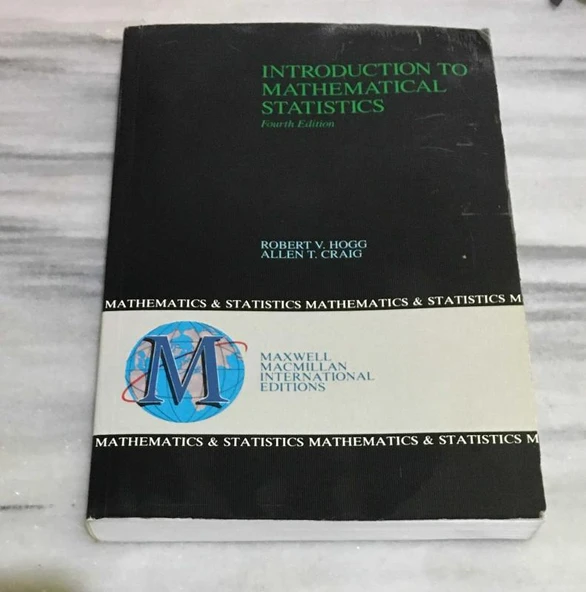 INTRODUCTION TO
MATHEMATICAL
STATISTICS
Fourth Edition
ROBERT V. HOGG
ALLEN T. CRAIG
MATHEMATICS & STATISTICS MATHEMATICS & STATISTICS M
M
MAXWELL
MACMILLAN
INTERNATIONAL
EDITIONS
MATHEMATICS & STATISTICS MATHEMATICS & STATISTICS M